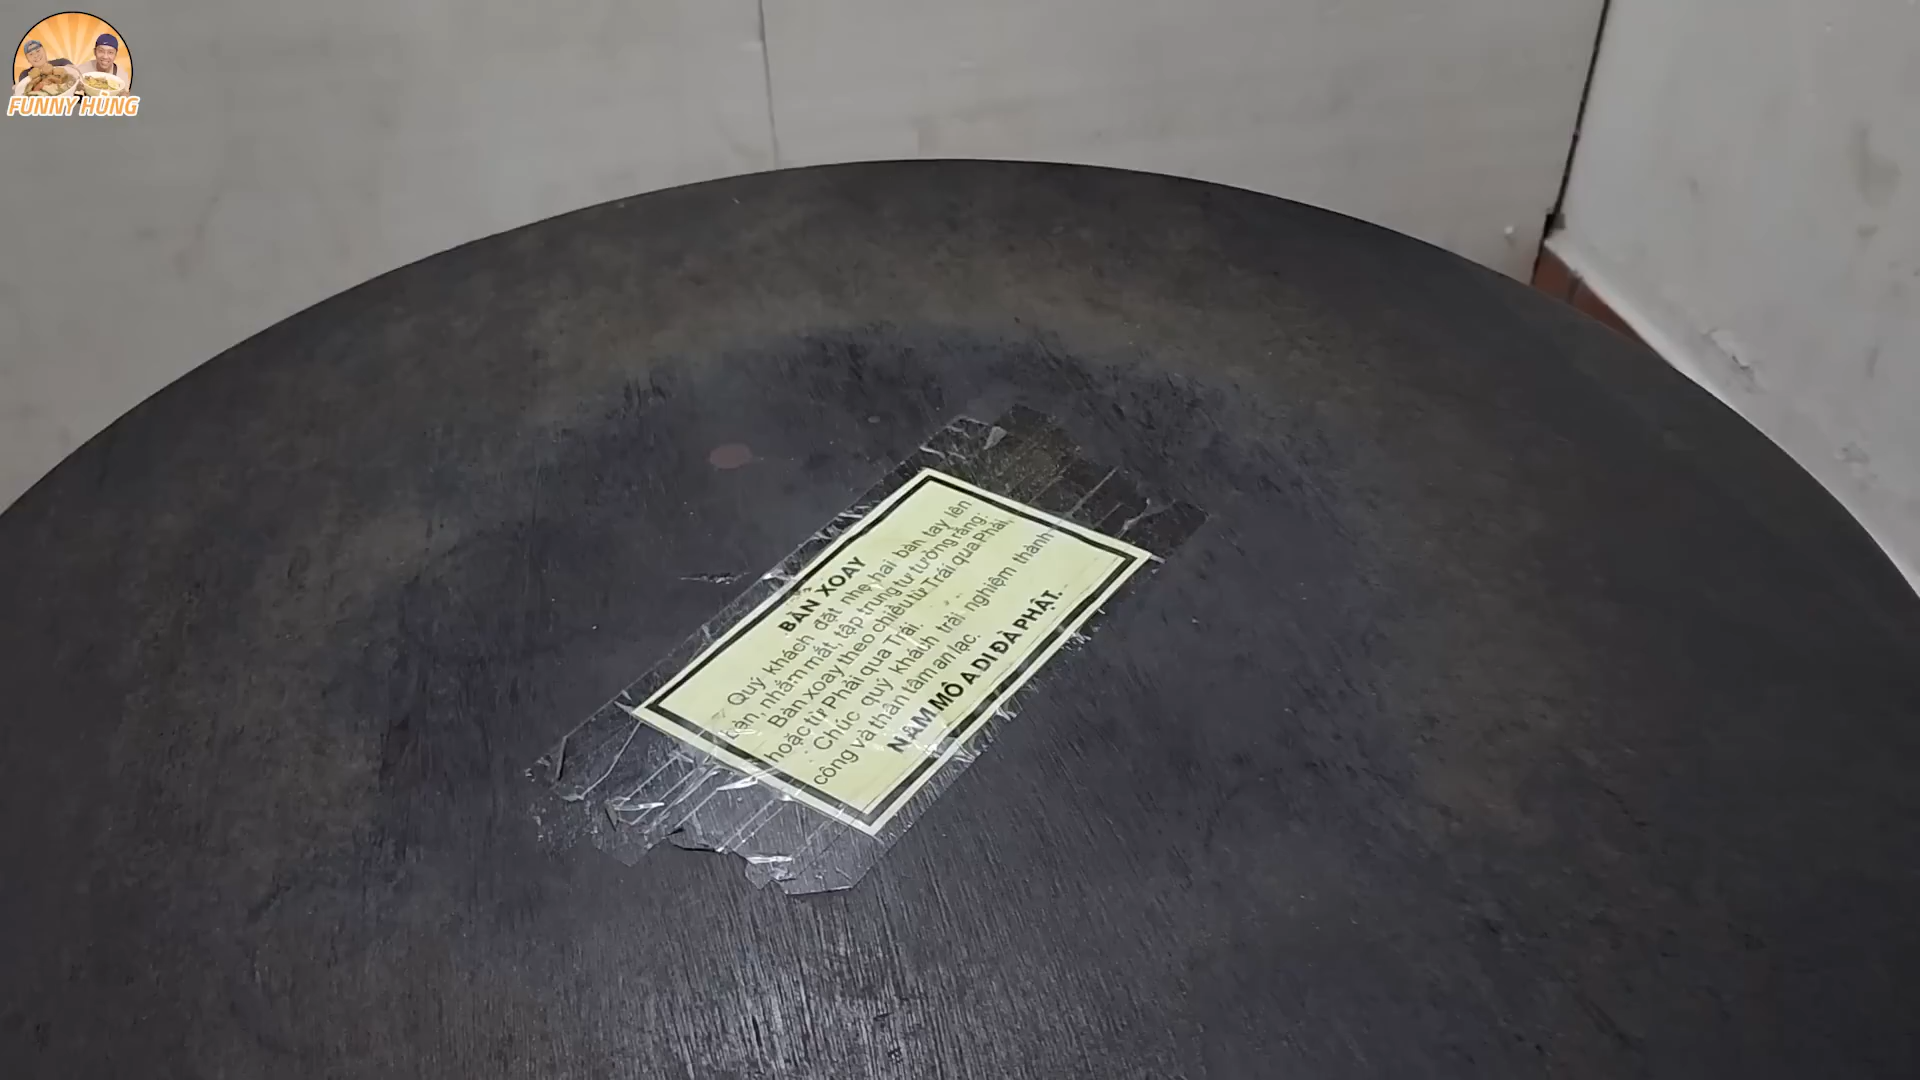 FUNNY HÙNG
BÀN XOAY
Quý khách đặt nhẹ hai bàn tay lên
bàn, nhắm mắt, tập trung tư tưởng rằng:
Bàn xoay theo chiều từ Trái qua Phải,
hoặc từ Phải qua Trái.
Chúc quý khách trải nghiệm thành
công và thân tâm an lạc.
NAM MÔ A DI ĐÀ PHẬT.